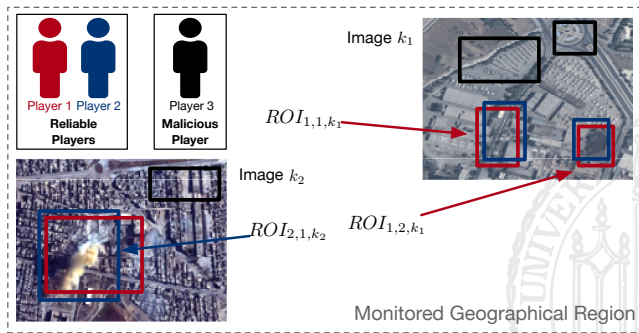 Image k₁
Player 1 Player 2
Player 3
Reliable
Players
Malicious
Player
ROI₁,₁,ₖ₁
Image k₂
ROI₂,₁,ₖ₂
ROI₁,₂,ₖ₁
Monitored Geographical Region
UNIVER